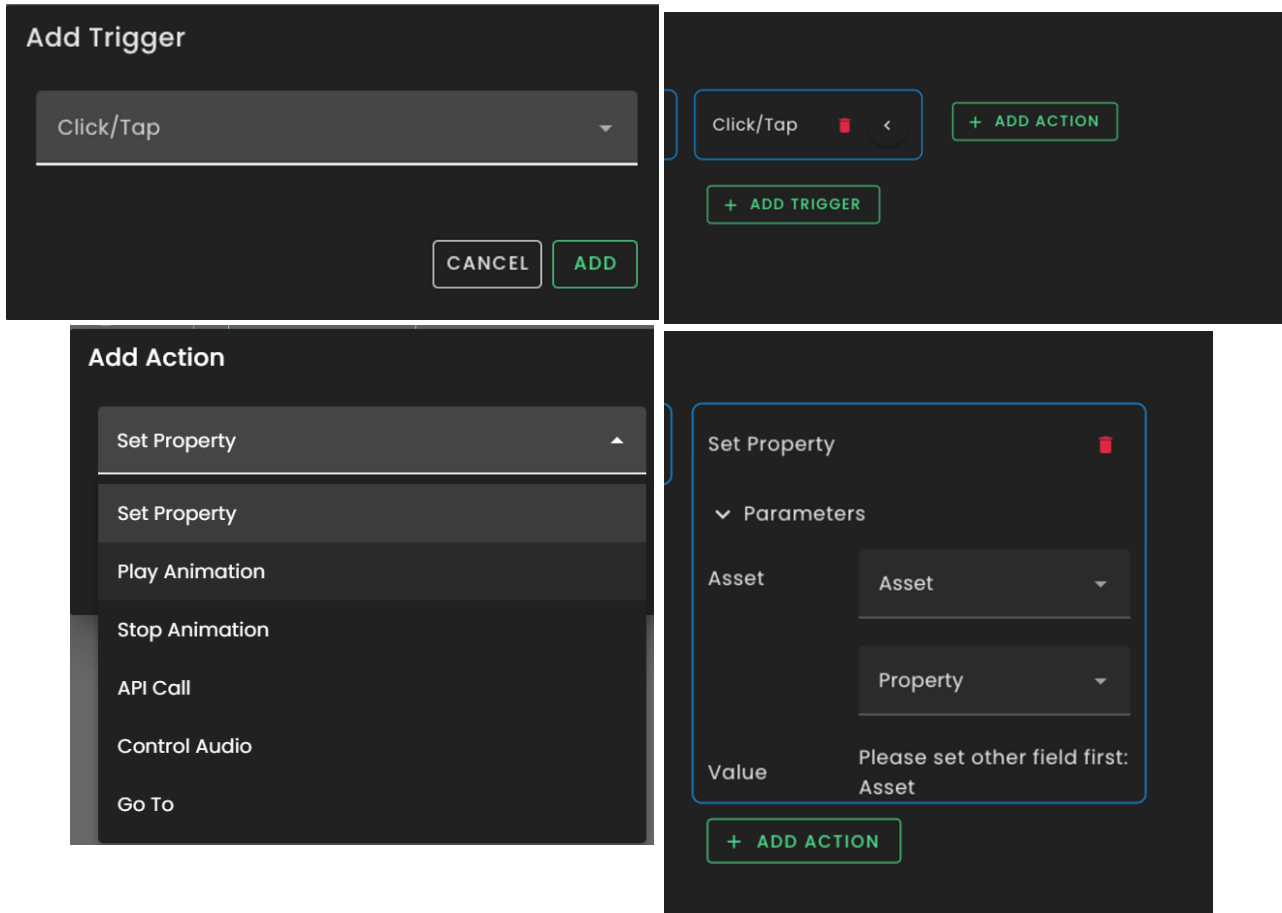 Add Trigger
Click/Tap
CANCEL
ADD
Click/Tap
+ ADD ACTION
+ ADD TRIGGER
Add Action
Set Property
Set Property
Play Animation
Stop Animation
API Call
Control Audio
Go To
Set Property
Parameters
Asset
Asset
Property
Value
Please set other field first:
Asset
+ ADD ACTION